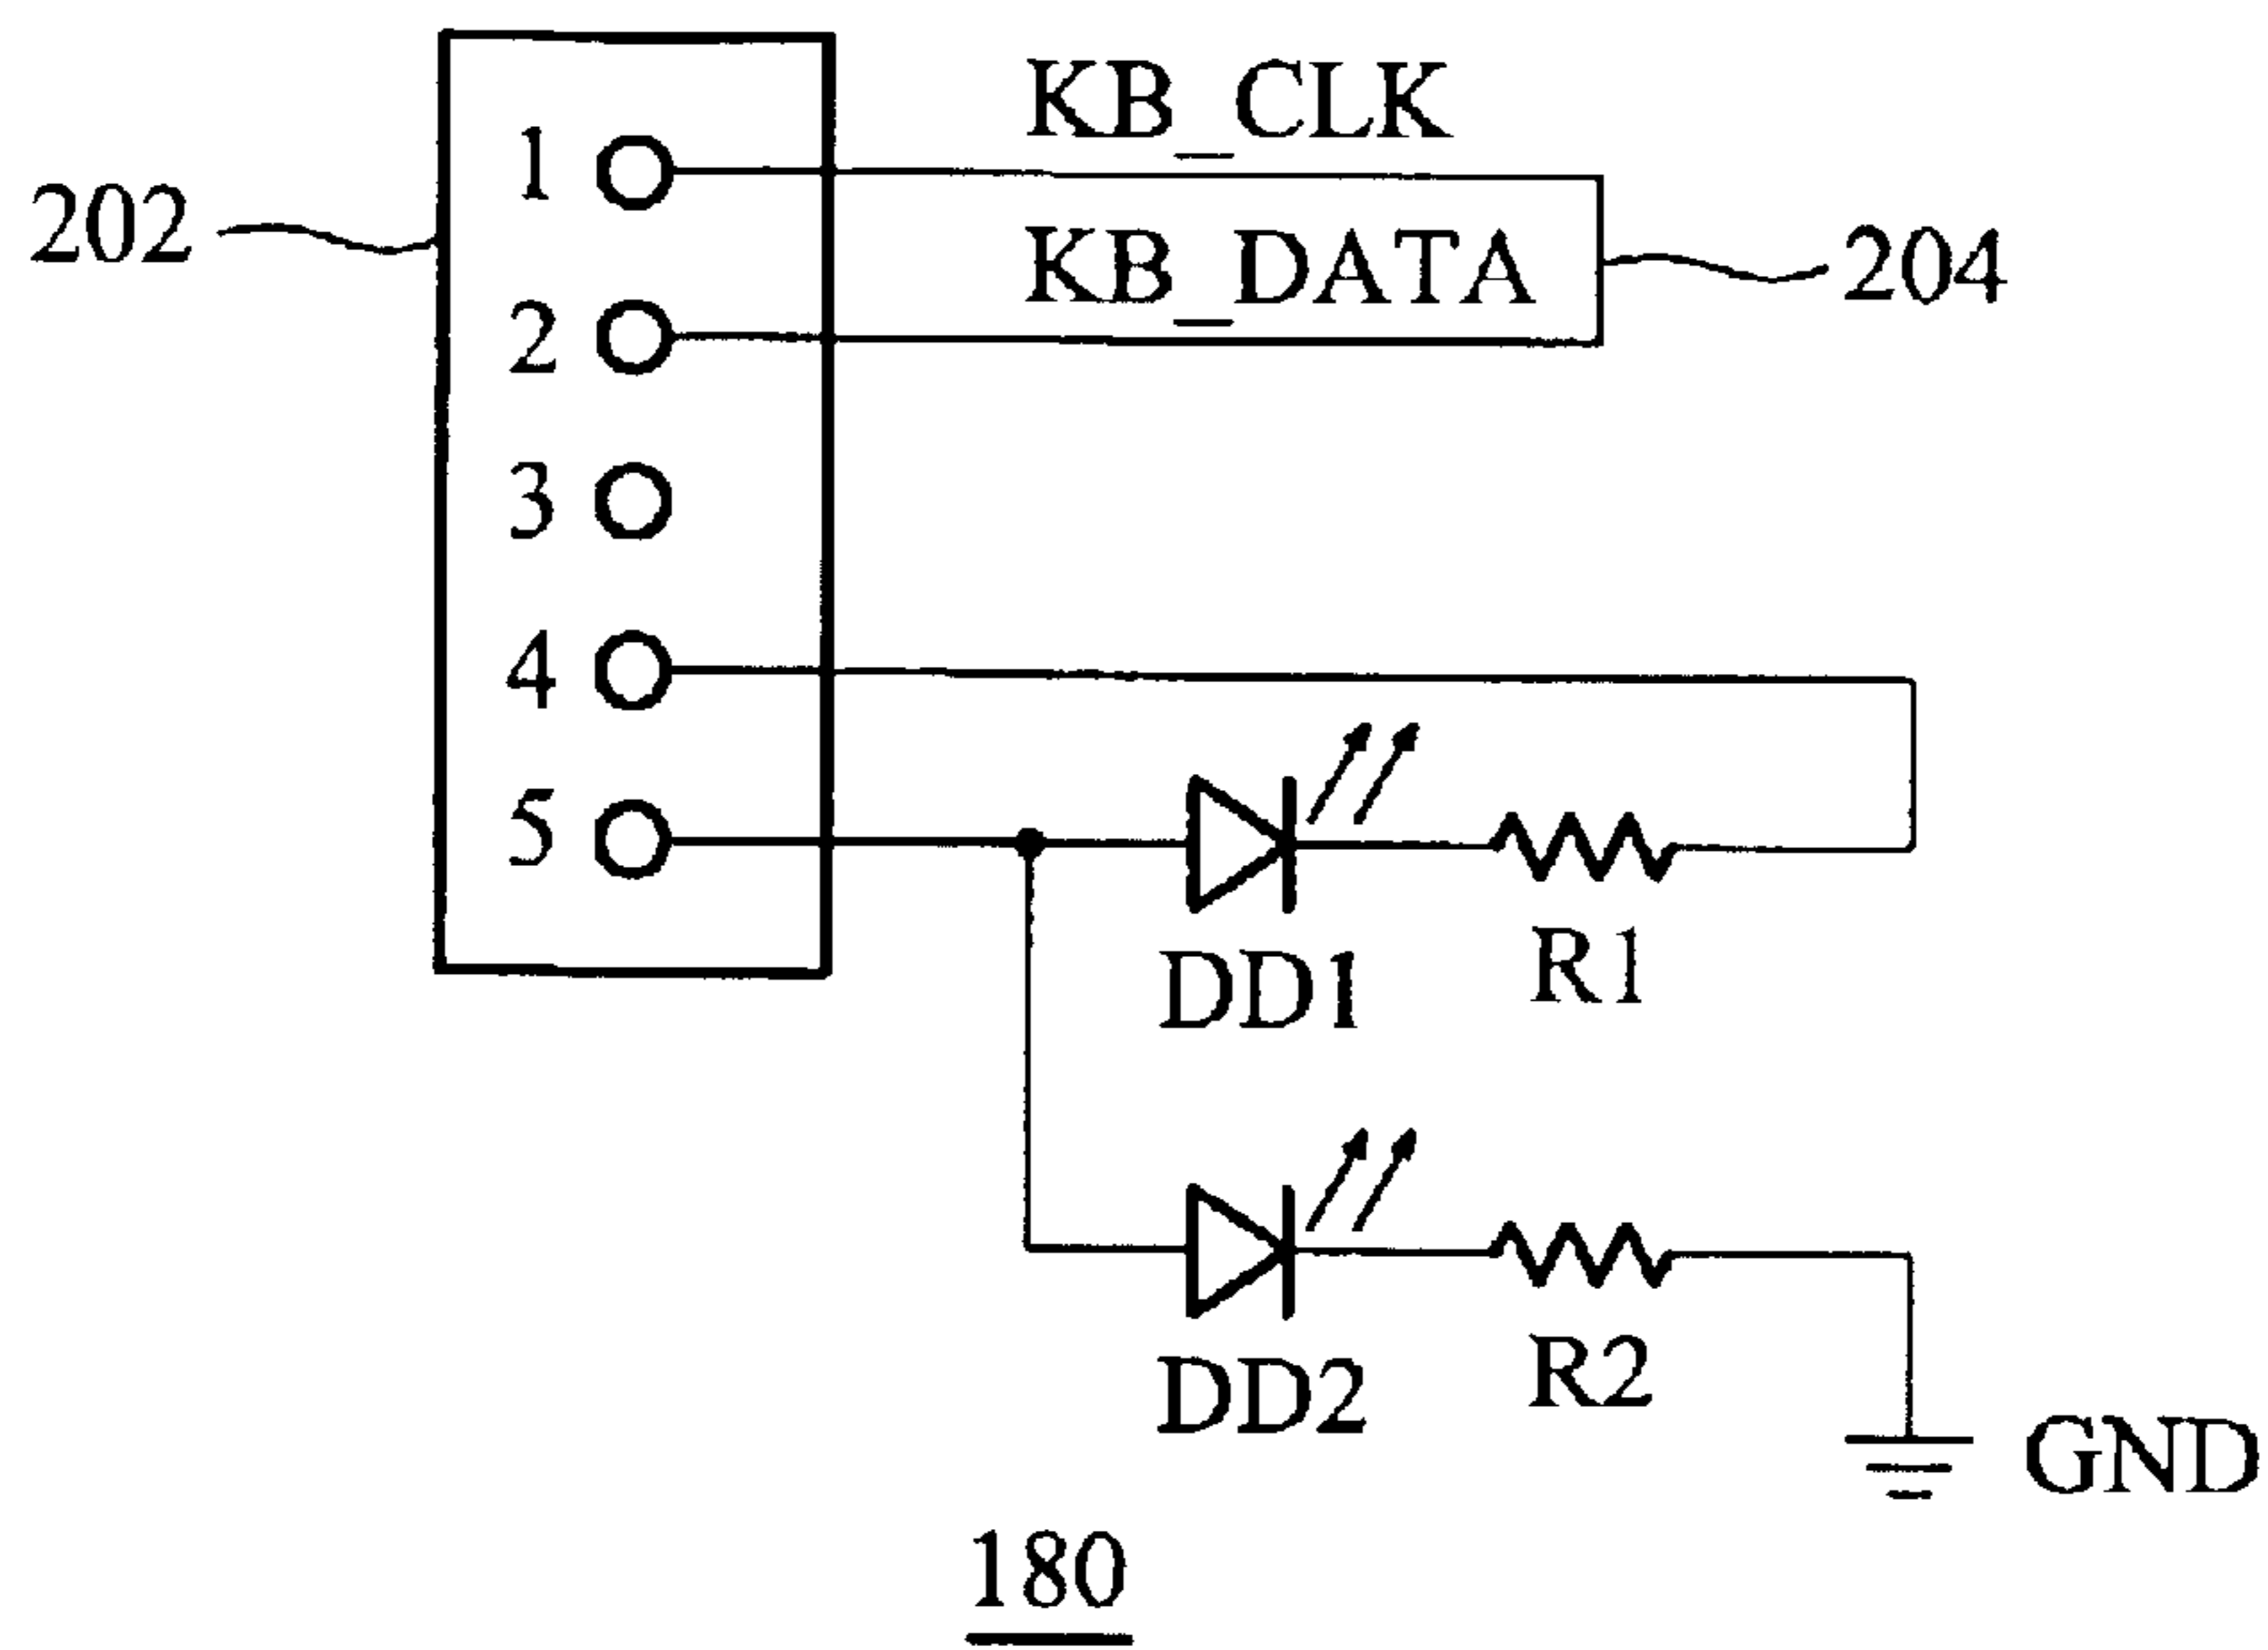 KB_CLK
1
202
KB_DATA
204
2
3
4
5
DD1
R1
DD2
R2
GND
180